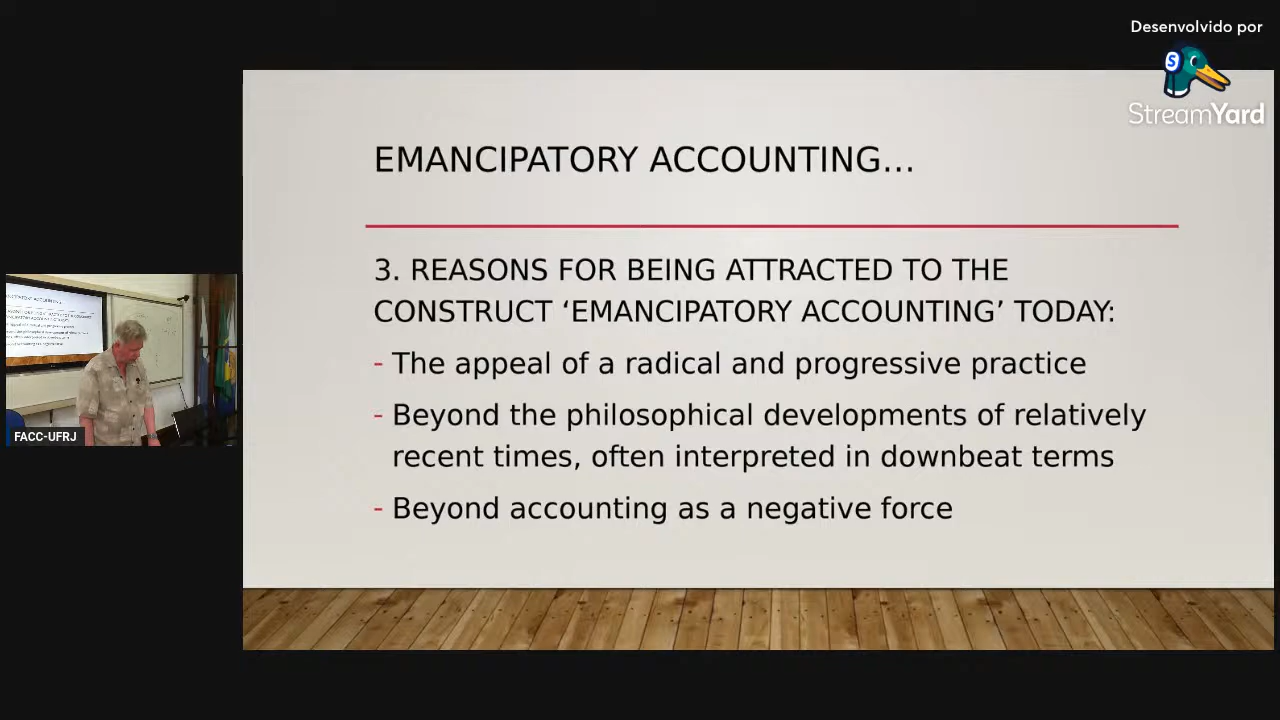 Desenvolvido por
StreamYard
EMANCIPATORY ACCOUNTING...
3. REASONS FOR BEING ATTRACTED TO THE
CONSTRUCT ‘EMANCIPATORY ACCOUNTING’ TODAY:
- The appeal of a radical and progressive practice
- Beyond the philosophical developments of relatively
recent times, often interpreted in downbeat terms
- Beyond accounting as a negative force
FACC-UFRJ